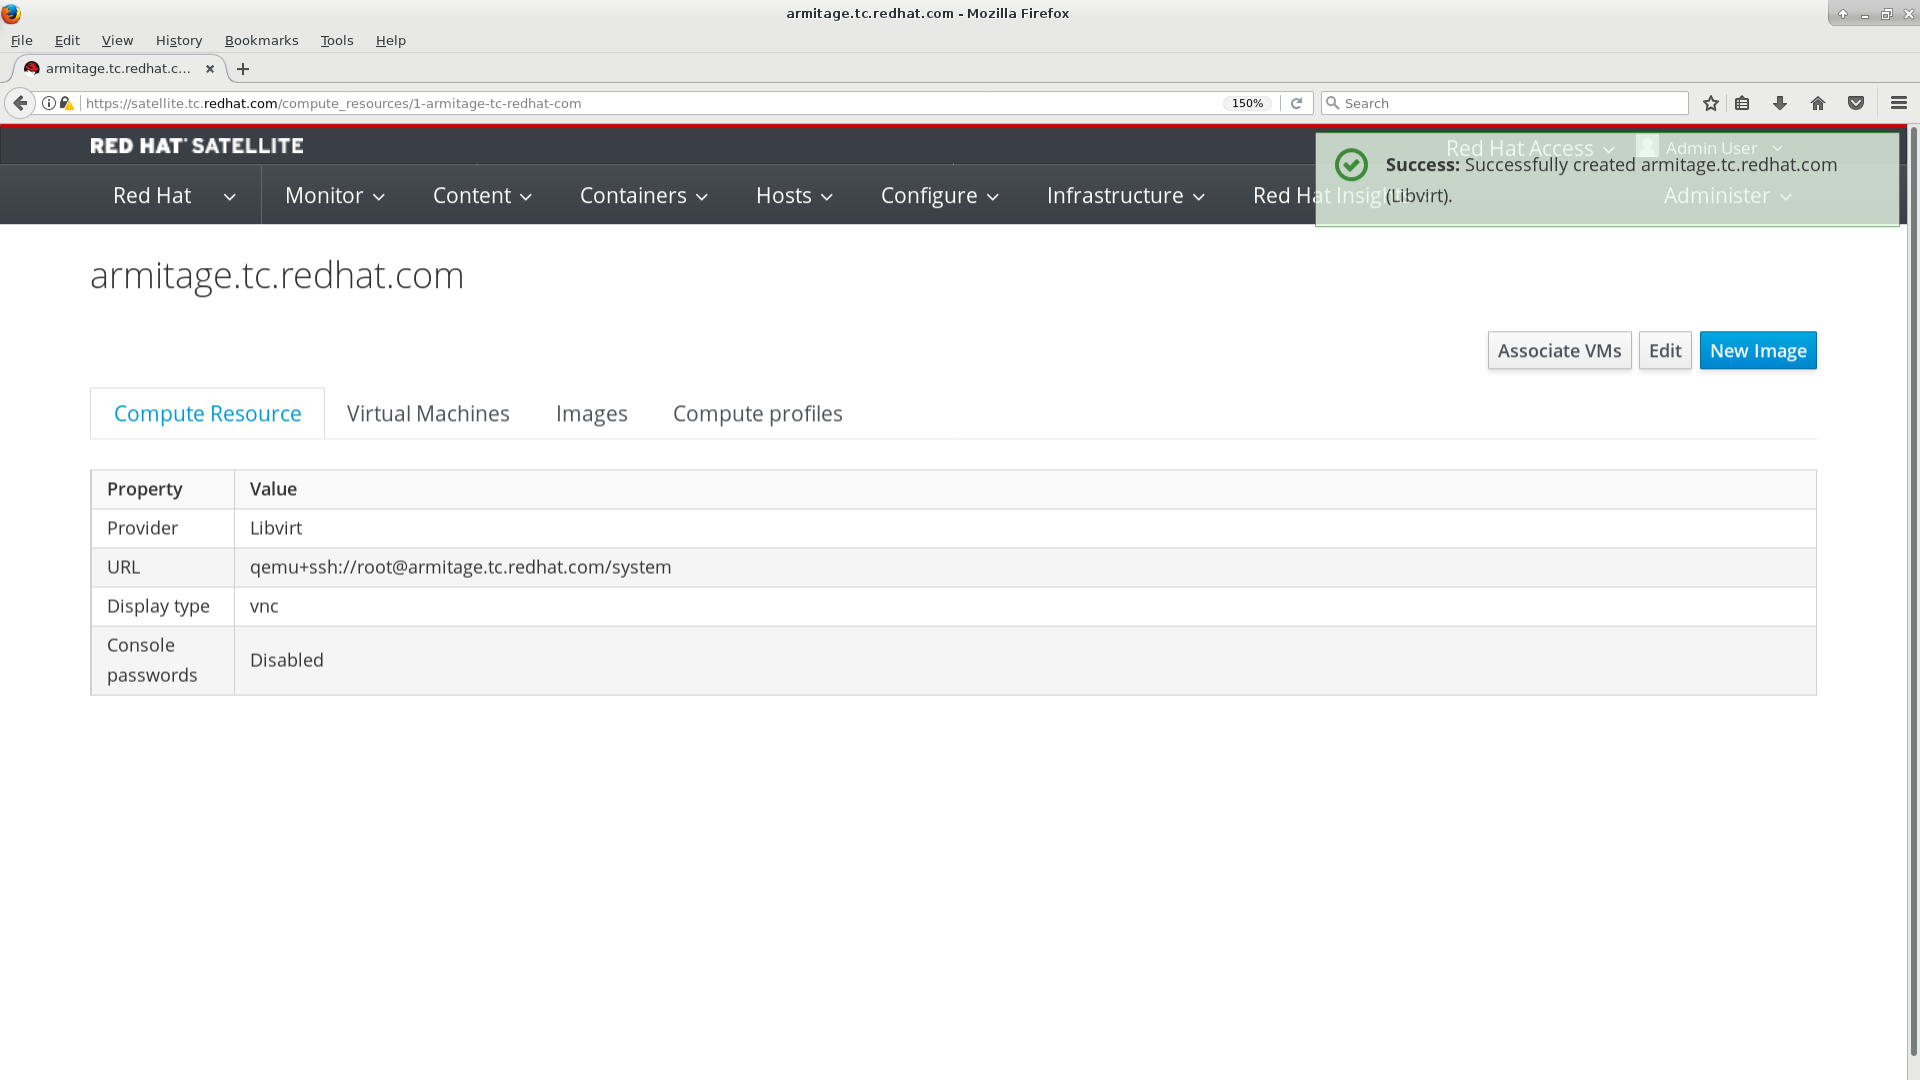 armitage.tc.redhat.com - Mozilla Firefox
File Edit View History Bookmarks Tools Help
armitage.tc.redhat.c...
https://satellite.tc.redhat.com/compute_resources/1-armitage-tc-redhat-com 150% Search
RED HAT SATELLITE Red Hat Access Admin User
Success: Successfully created armitage.tc.redhat.com
(Libvirt).
Red Hat Monitor Content Containers Hosts Configure Infrastructure Red Hat Insights Administer
armitage.tc.redhat.com
Associate VMs Edit New Image
Compute Resource Virtual Machines Images Compute profiles
Property Value
Provider Libvirt
URL qemu+ssh://root@armitage.tc.redhat.com/system
Display type vnc
Console
passwords Disabled